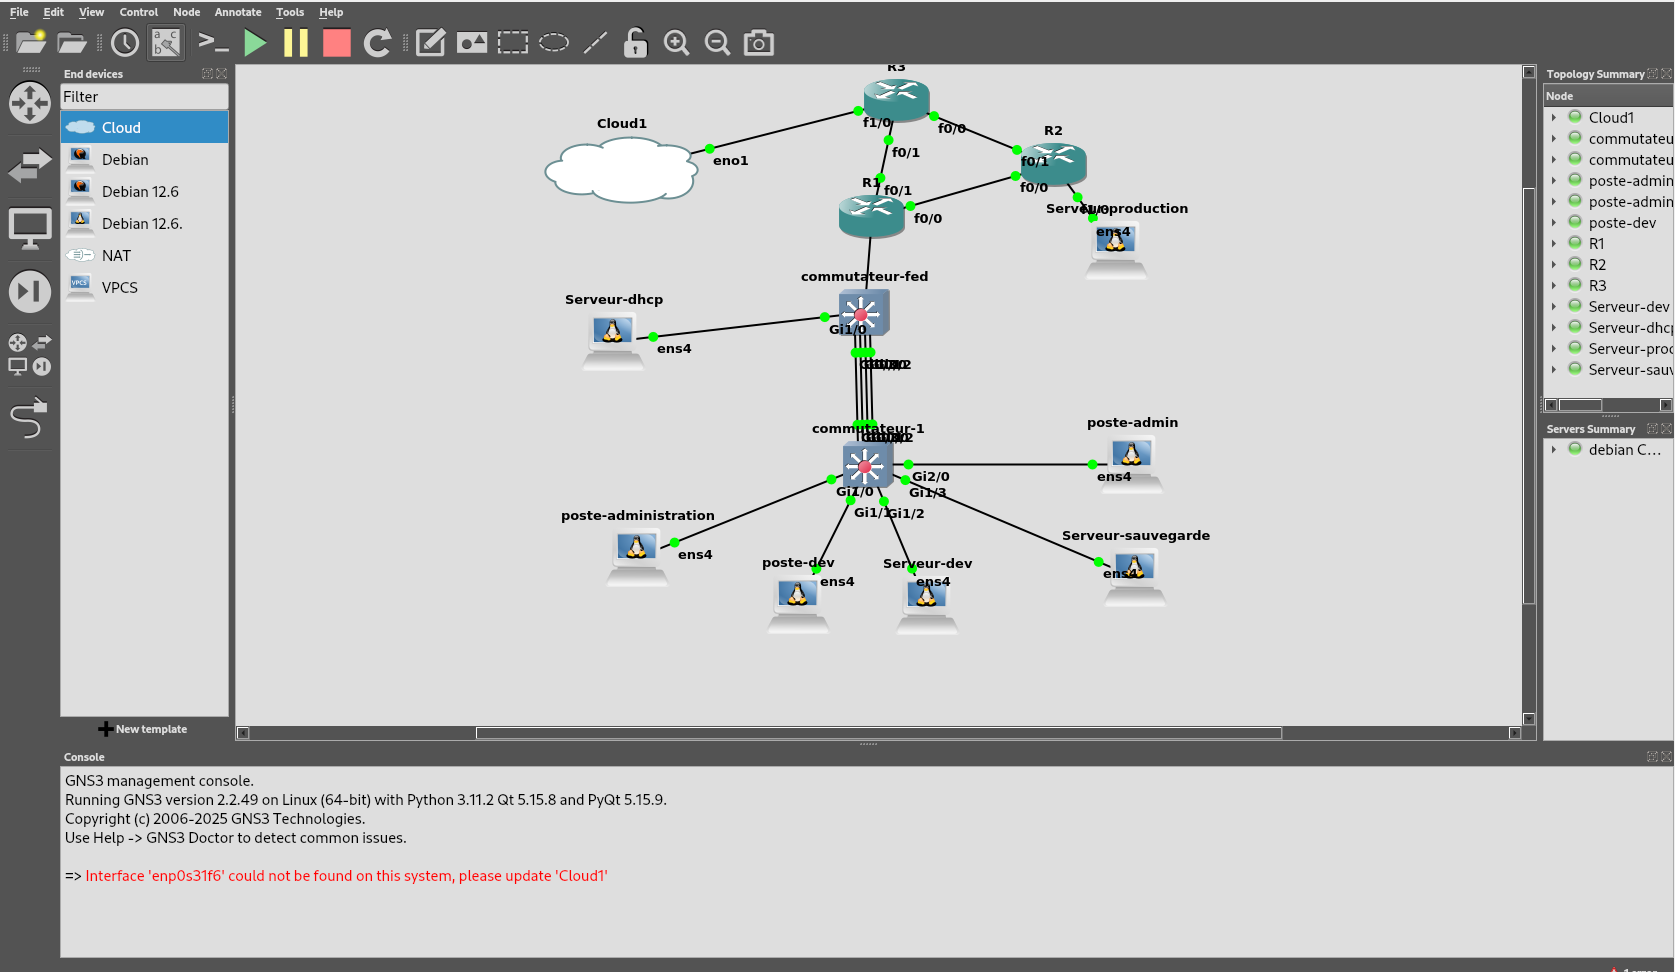 File Edit View Control Node Annotate Tools Help
End devices
Filter
Cloud
Debian
Debian 12.6
Debian 12.6.
NAT
VPCS
New template
R3
Cloud1
f1/0
f0/0
R2
eno1
f0/1
f0/1
R1
f0/1
f0/0
f0/0
Serveur-production
ens4
commutateur-fed
Serveur-dhcp
Gi1/0
ens4
commutateur-1
poste-admin
Gi2/0
ens4
Gi1/0
Gi1/3
Gi1/1
Gi1/2
poste-administration
Serveur-sauvegarde
ens4
poste-dev
Serveur-dev
ens4
ens4
ens4
Topology Summary
Node
Cloud1
commutateu
commutateu
poste-admin
poste-admin
poste-dev
R1
R2
R3
Serveur-dev
Serveur-dhcp
Serveur-proc
Serveur-sauv
Servers Summary
debian C...
Console
GNS3 management console.
Running GNS3 version 2.2.49 on Linux (64-bit) with Python 3.11.2 Qt 5.15.8 and PyQt 5.15.9.
Copyright (c) 2006-2025 GNS3 Technologies.
Use Help -> GNS3 Doctor to detect common issues.
=> Interface 'enp0s31f6' could not be found on this system, please update 'Cloud1'